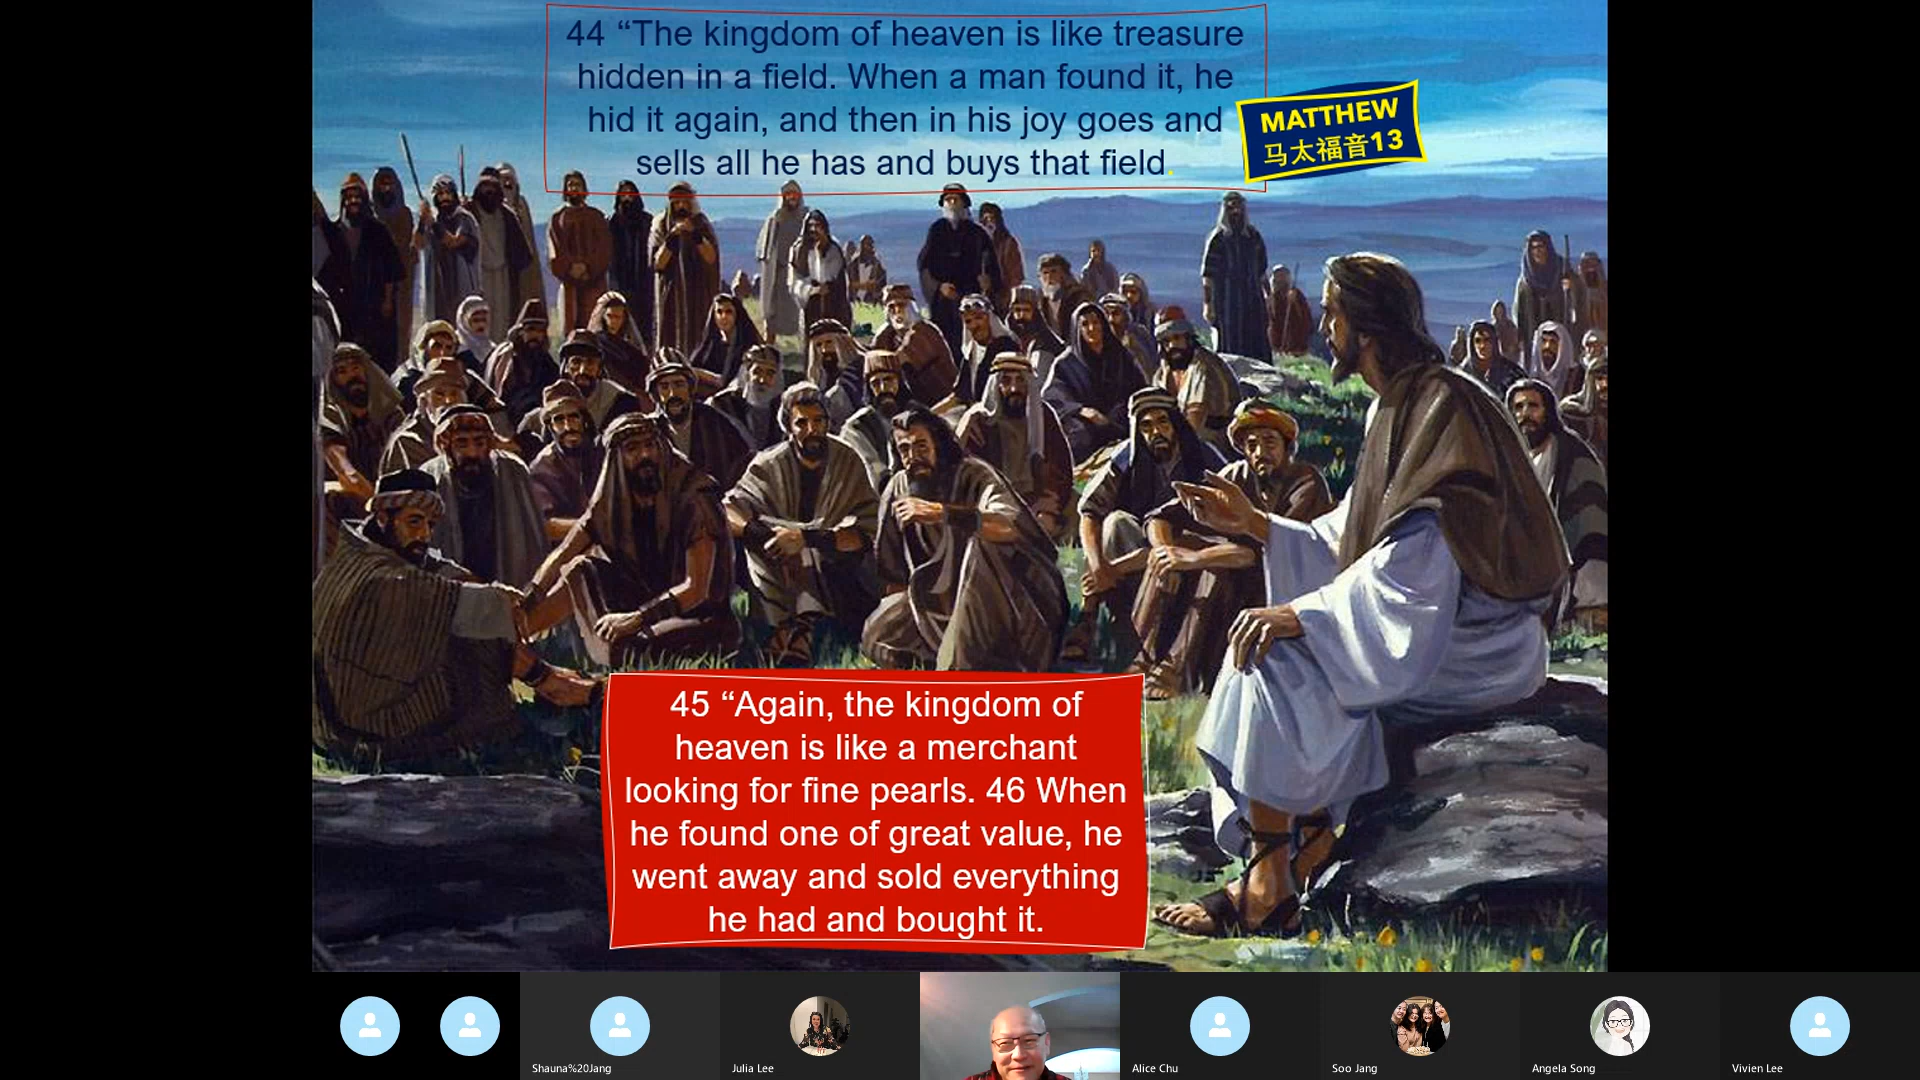 44 “The kingdom of heaven is like treasure
hidden in a field. When a man found it, he
hid it again, and then in his joy goes and
sells all he has and buys that field.
MATTHEW
马太福音13
45 “Again, the kingdom of
heaven is like a merchant
looking for fine pearls. 46 When
he found one of great value, he
went away and sold everything
he had and bought it.
Shauna%20Jang
Julia Lee
Alice Chu
Soo Jang
Angela Song
Vivien Lee